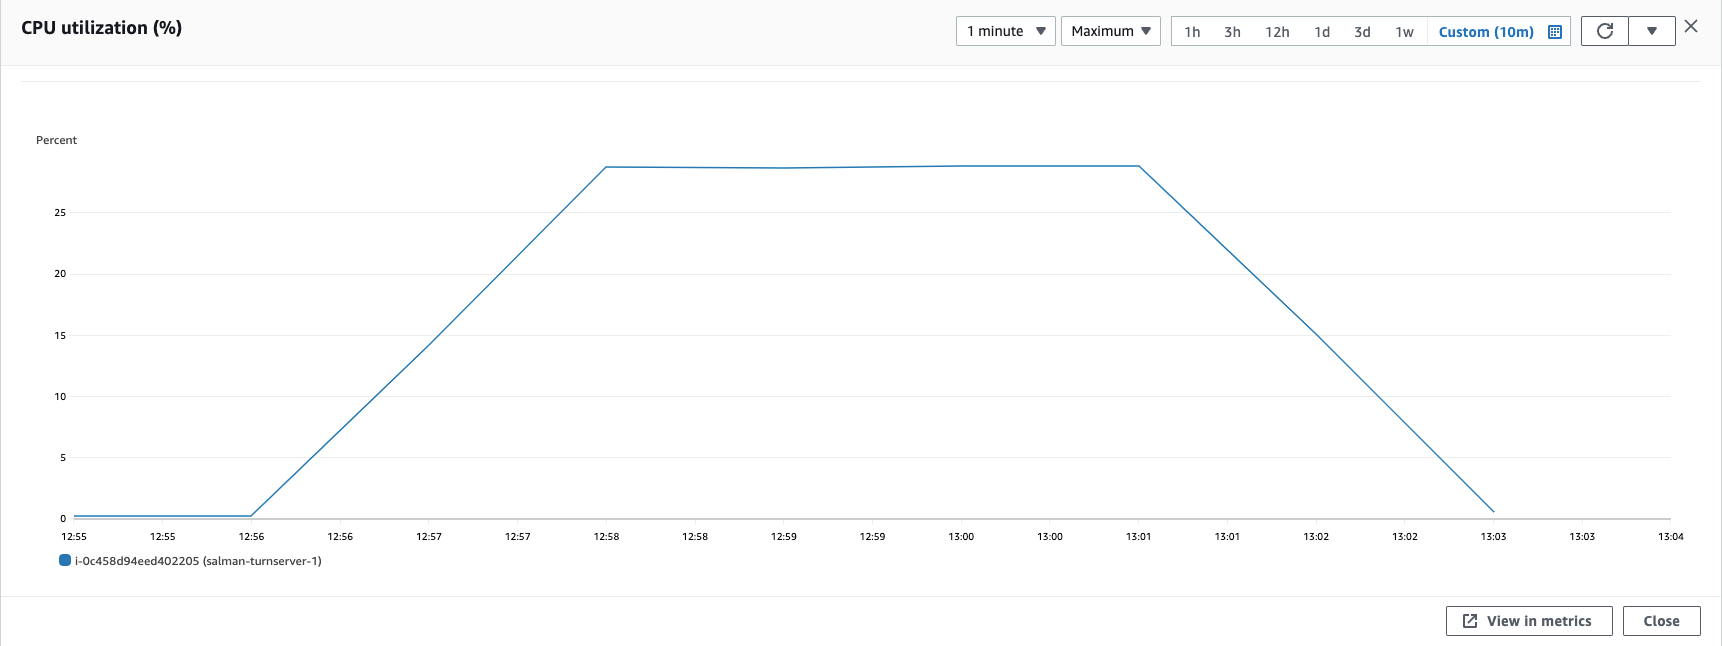 CPU utilization (%)
1 minute
Maximum
1h 3h 12h 1d 3d 1w Custom (10m)
Percent
25
20
15
10
5
0
12:55 12:55 12:56 12:56 12:57 12:57 12:58 12:58 12:59 12:59 13:00 13:00 13:01 13:01 13:02 13:02 13:03 13:03 13:04
i-0c458d94eed402205 (salman-turnserver-1)
View in metrics
Close